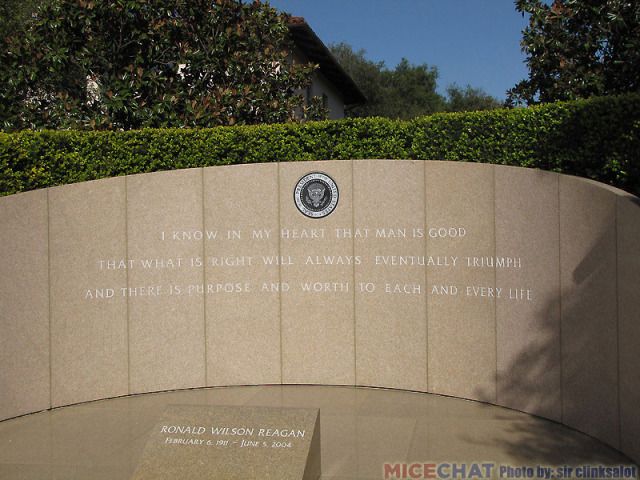 I KNOW IN MY HEART THAT MAN IS GOOD
THAT WHAT IS RIGHT WILL ALWAYS EVENTUALLY TRIUMPH
AND THERE IS PURPOSE AND WORTH TO EACH AND EVERY LIFE
RONALD WILSON REAGAN
FEBRUARY 6, 1911 – JUNE 5, 2004
MICECHAT Photo by: sir clinksalot